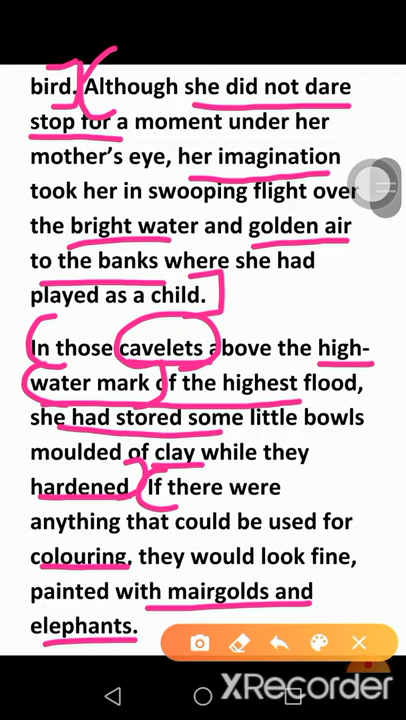 bird. Although she did not dare
stop for a moment under her
mother's eye, her imagination
took her in swooping flight over
the bright water and golden air
to the banks where she had
played as a child.
In those cavelets above the high-
water mark of the highest flood,
she had stored some little bowls
moulded of clay while they
hardened. If there were
anything that could be used for
colouring, they would look fine,
painted with mairgolds and
elephants.
XRecorder